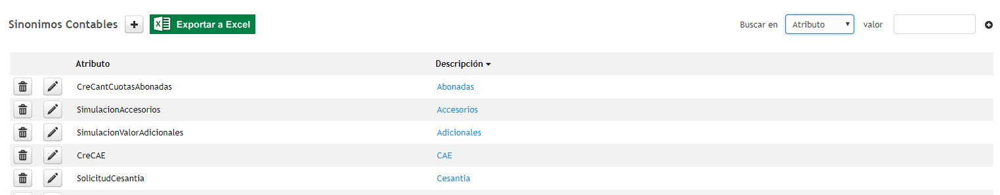 Sinonimos Contables + Exportar a Excel Buscar en Atributo valor
Atributo Descripción
CreCantCuotasAbonadas Abonadas
SimulacionAccesorios Accesorios
SimulacionValorAdicionales Adicionales
CreCAE CAE
SolicitudCesantia Cesantia